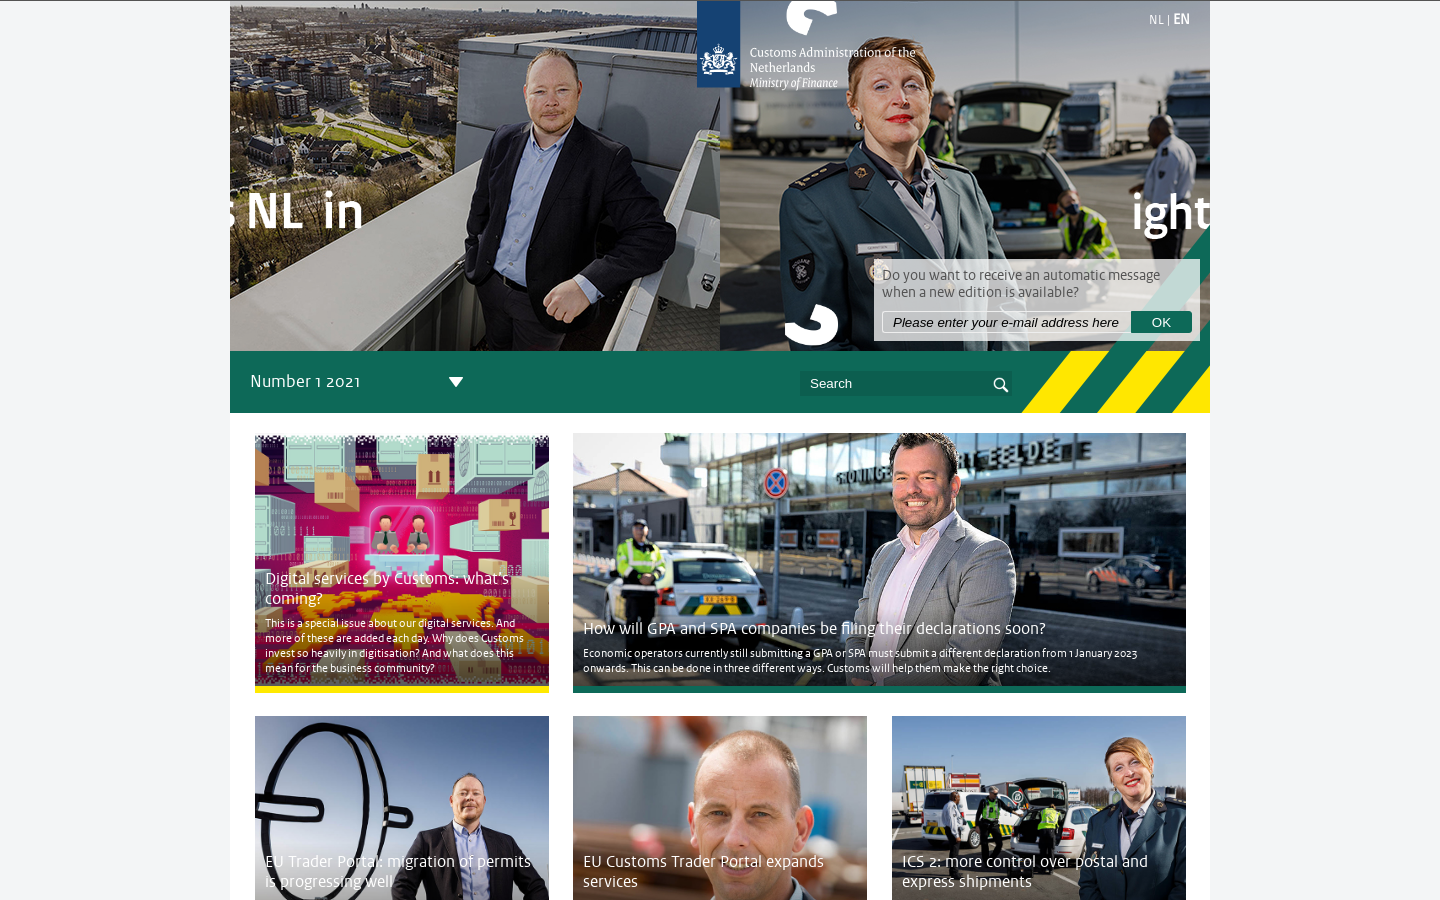 NL | EN
Customs Administration of the
Netherlands
Ministry of Finance
s NL in
ight
Do you want to receive an automatic message
when a new edition is available?
Please enter your e-mail address here
OK
Number 1 2021
Search
Digital services by Customs: what's
coming?
This is a special issue about our digital services. And
more of these are added each day. Why does Customs
invest so heavily in digitisation? And what does this
mean for the business community?
How will GPA and SPA companies be filing their declarations soon?
Economic operators currently still submitting a GPA or SPA must submit a different declaration from 1 January 2023
onwards. This can be done in three different ways. Customs will help them make the right choice.
EU Trader Portal: migration of permits
is progressing well
EU Customs Trader Portal expands
services
ICS 2: more control over postal and
express shipments